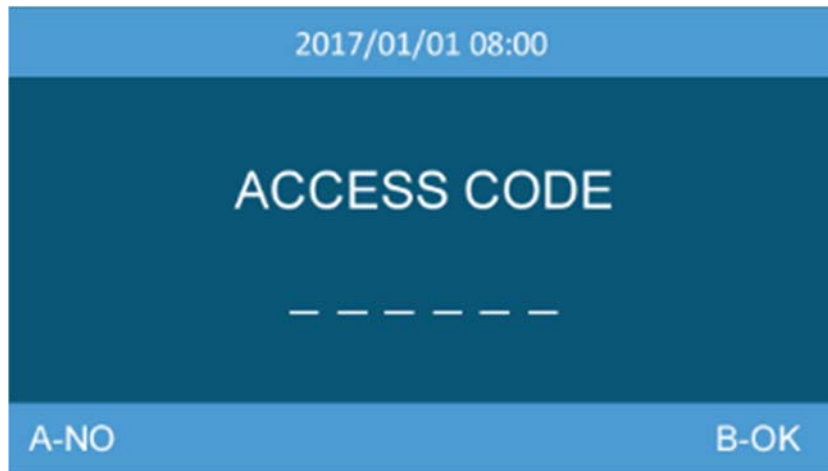 2017/01/01 08:00
ACCESS CODE
_ _ _ _ _ _
A-NO B-OK